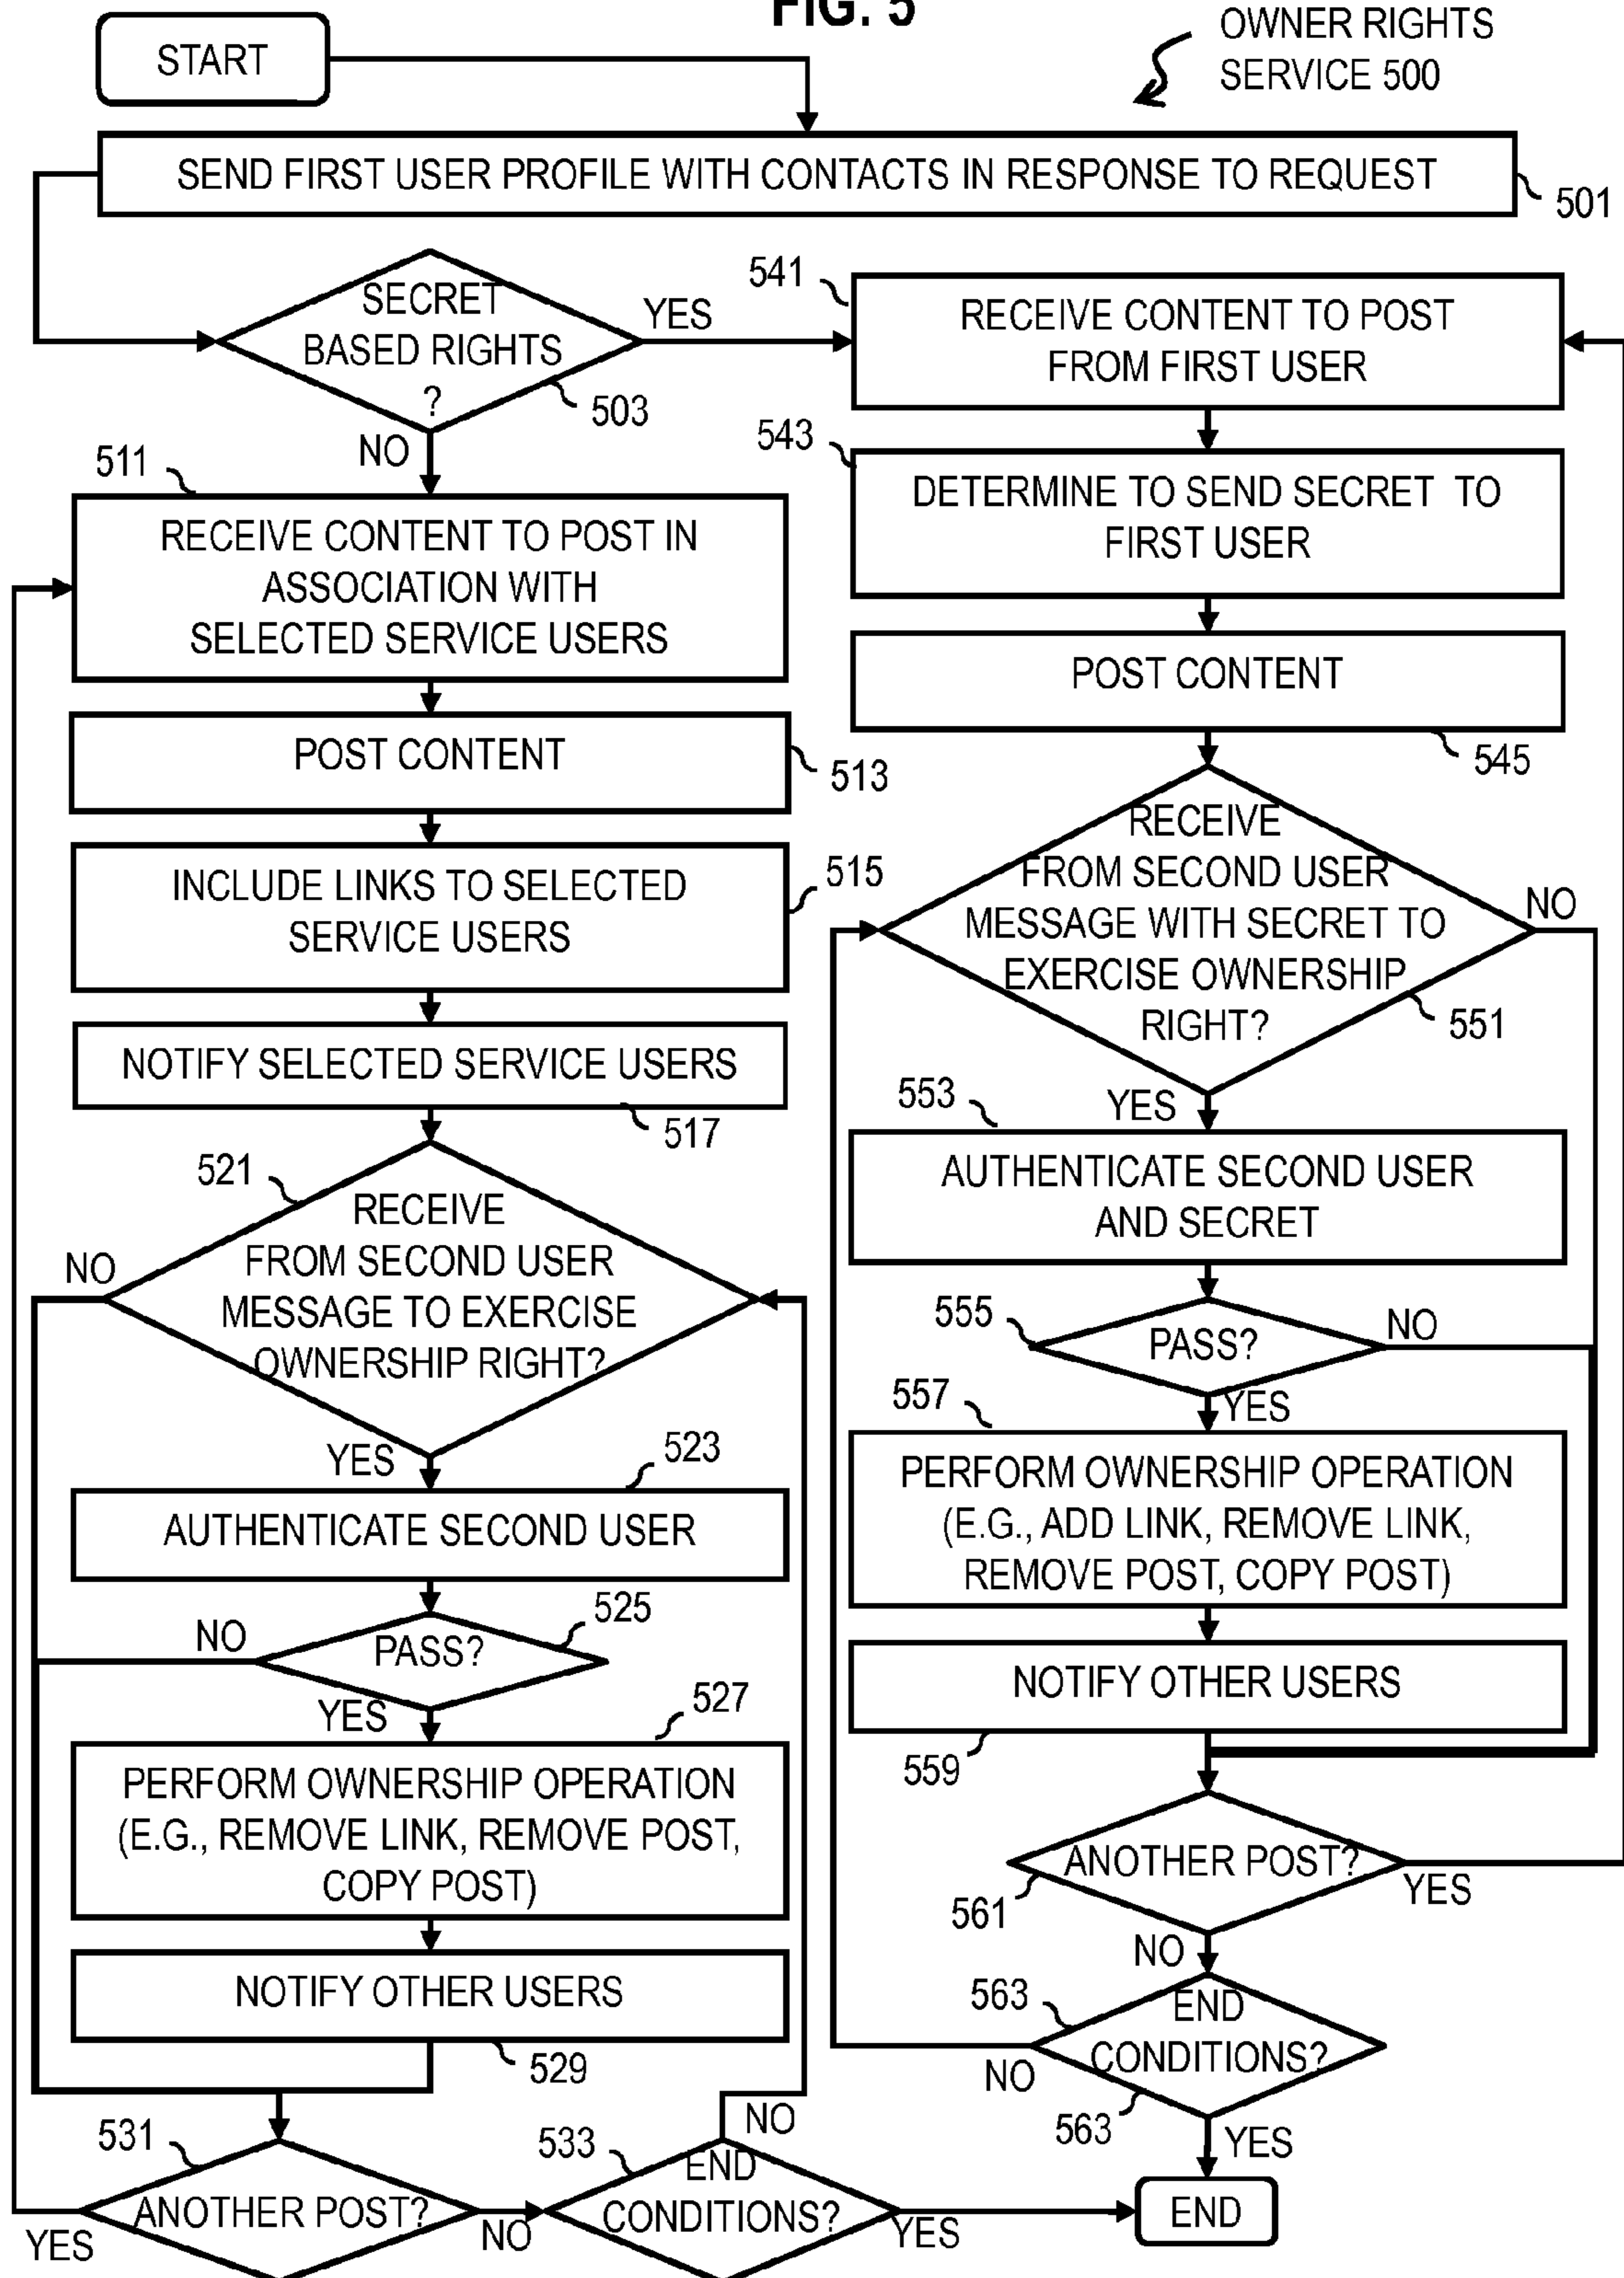 FIG. 5
OWNER RIGHTS
SERVICE 500
START
SEND FIRST USER PROFILE WITH CONTACTS IN RESPONSE TO REQUEST
501
SECRET
BASED RIGHTS
?
503
YES
NO
511
RECEIVE CONTENT TO POST IN
ASSOCIATION WITH
SELECTED SERVICE USERS
POST CONTENT
513
INCLUDE LINKS TO SELECTED
SERVICE USERS
515
NOTIFY SELECTED SERVICE USERS
517
521
RECEIVE
FROM SECOND USER
MESSAGE TO EXERCISE
OWNERSHIP RIGHT?
NO
YES
523
AUTHENTICATE SECOND USER
525
PASS?
NO
YES
527
PERFORM OWNERSHIP OPERATION
(E.G., REMOVE LINK, REMOVE POST,
COPY POST)
NOTIFY OTHER USERS
529
531
ANOTHER POST?
YES
NO
533
END
CONDITIONS?
NO
YES
541
RECEIVE CONTENT TO POST
FROM FIRST USER
543
DETERMINE TO SEND SECRET TO
FIRST USER
POST CONTENT
545
RECEIVE
FROM SECOND USER
MESSAGE WITH SECRET TO
EXERCISE OWNERSHIP
RIGHT?
551
NO
YES
553
AUTHENTICATE SECOND USER
AND SECRET
555
PASS?
NO
YES
557
PERFORM OWNERSHIP OPERATION
(E.G., ADD LINK, REMOVE LINK,
REMOVE POST, COPY POST)
NOTIFY OTHER USERS
559
ANOTHER POST?
561
YES
NO
563
END
CONDITIONS?
NO
563
YES
END